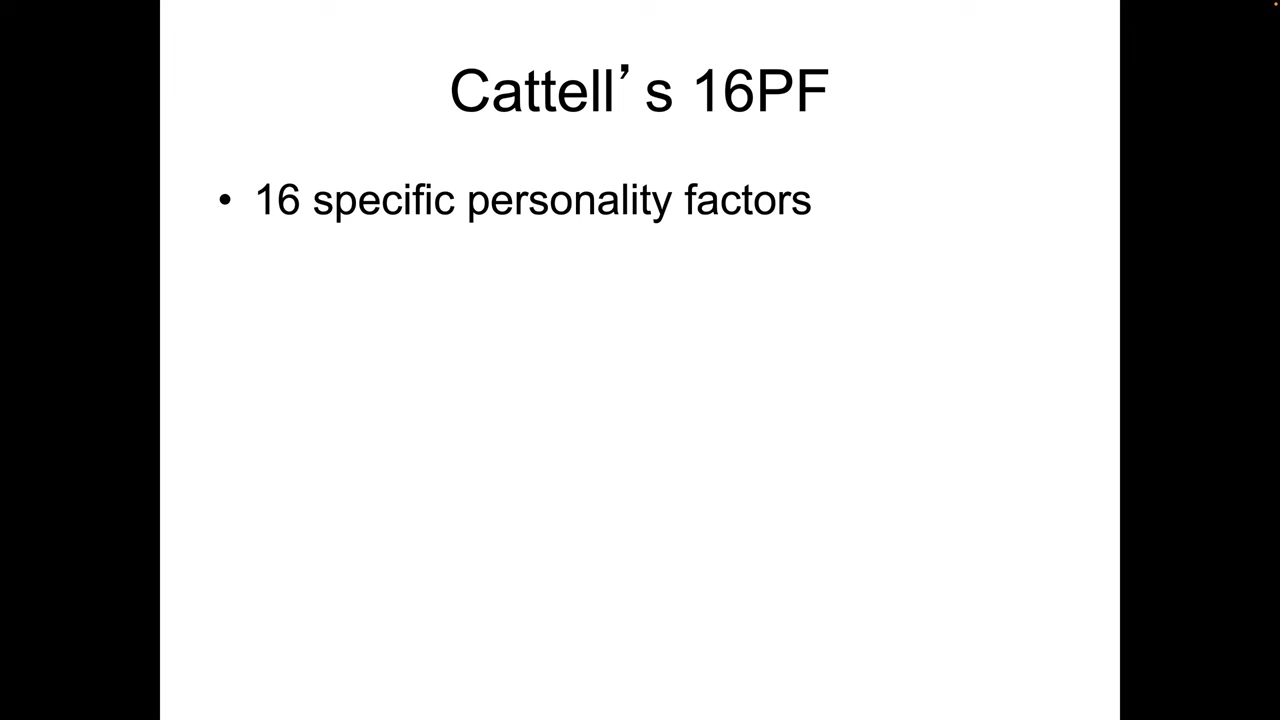 Cattell’s 16PF
• 16 specific personality factors